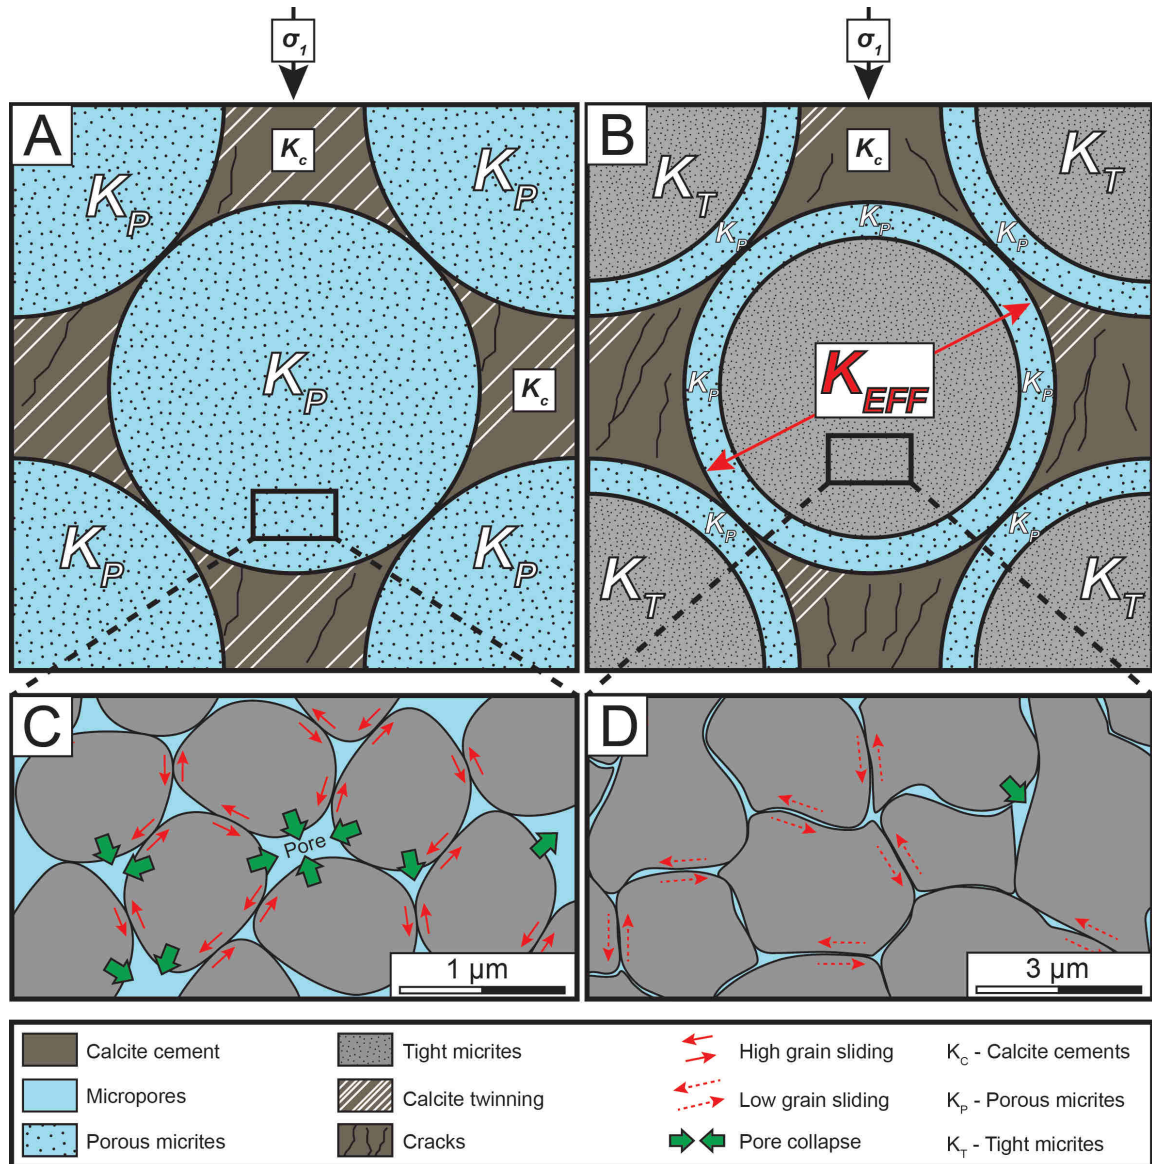 σ1
σ1
A
Kc
KP
KP
KP
Kc
KP
KP
B
Kc
KT
KT
KP
KP
KP
KEFF
KP
KP
KP
KP
KT
KT
C
Pore
1 μm
D
3 μm
Calcite cement
Tight micrites
High grain sliding
KC - Calcite cements
Micropores
Calcite twinning
Low grain sliding
KP - Porous micrites
Porous micrites
Cracks
Pore collapse
KT - Tight micrites